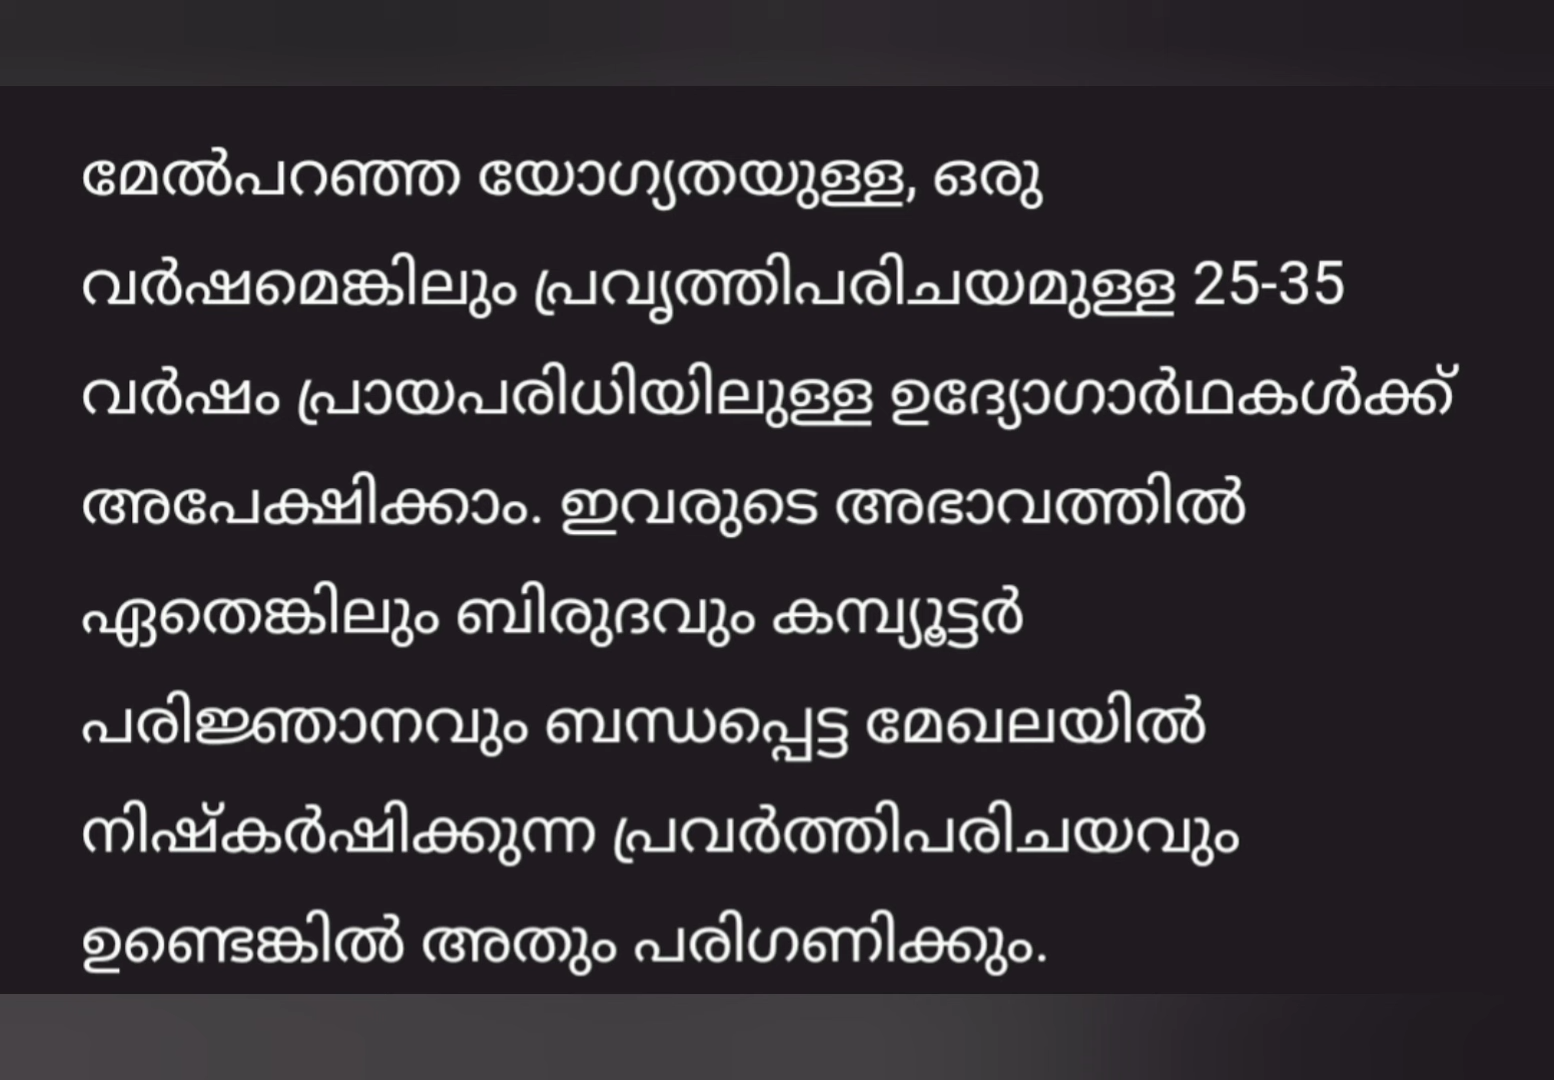 മേൽപറഞ്ഞ യോഗ്യതയുള്ള, ഒരു
വർഷമെങ്കിലും പ്രവൃത്തിപരിചയമുള്ള 25-35
വർഷം പ്രായപരിധിയിലുള്ള ഉദ്യോഗാർഥകൾക്ക്
അപേക്ഷിക്കാം. ഇവരുടെ അഭാവത്തിൽ
ഏതെങ്കിലും ബിരുദവും കമ്പ്യൂട്ടർ
പരിജ്ഞാനവും ബന്ധപ്പെട്ട മേഖലയിൽ
നിഷ്കർഷിക്കുന്ന പ്രവർത്തിപരിചയവും
ഉണ്ടെങ്കിൽ അതും പരിഗണിക്കും.